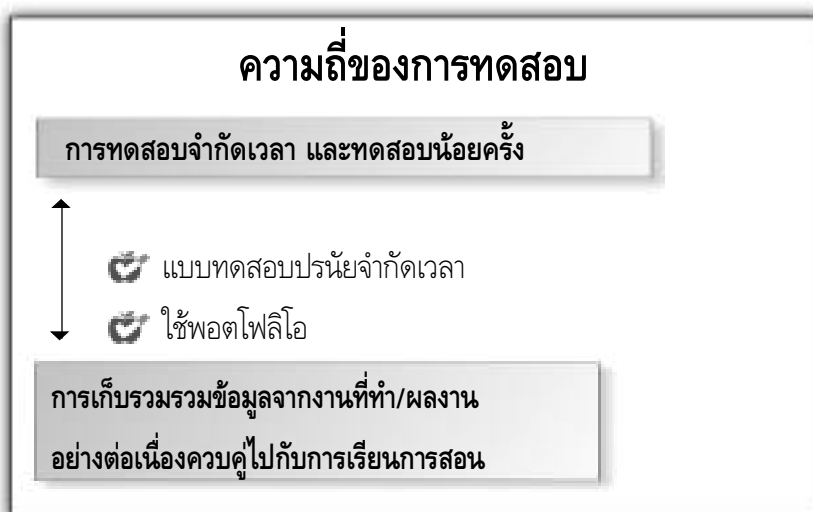 ความถี่ของการทดสอบ
การทดสอบจำกัดเวลา และทดสอบน้อยครั้ง
แบบทดสอบปรนัยจำกัดเวลา
ใช้พอตโฟลิโอ
การเก็บรวมรวมข้อมูลจากงานที่ทำ/ผลงาน
อย่างต่อเนื่องควบคู่ไปกับการเรียนการสอน